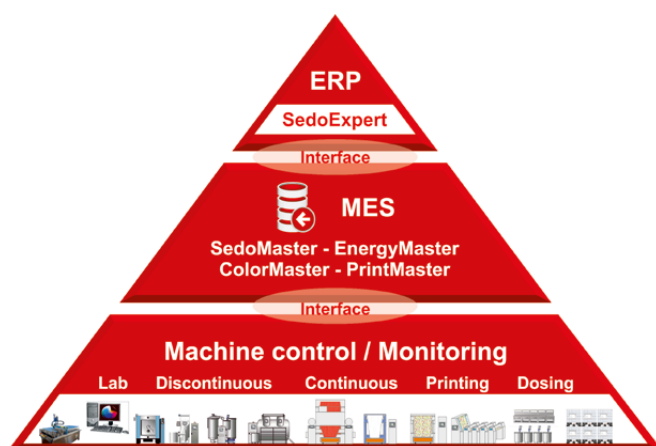 ERP
SedoExpert
Interface
MES
SedoMaster - EnergyMaster
ColorMaster - PrintMaster
Interface
Machine control / Monitoring
Lab Discontinuous Continuous Printing Dosing